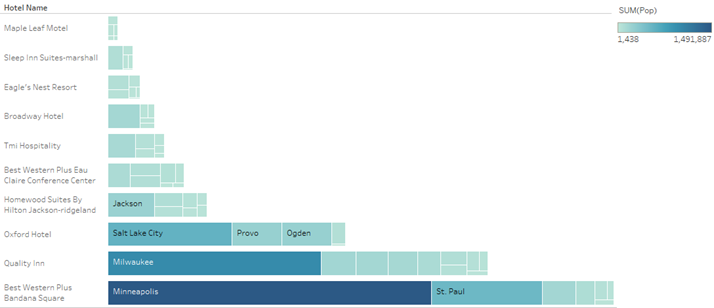 Hotel Name
SUM(Pop)
1,438 1,491,887
Maple Leaf Motel
Sleep Inn Suites-marshall
Eagle's Nest Resort
Broadway Hotel
Tmi Hospitality
Best Western Plus Eau
Claire Conference Center
Homewood Suites By
Hilton Jackson-ridgeland
Jackson
Oxford Hotel
Salt Lake City Provo Ogden
Quality Inn
Milwaukee
Best Western Plus
Bandana Square
Minneapolis St. Paul